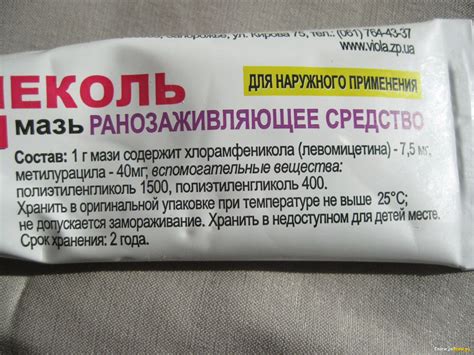 Запорожье, ул. Кирова 75, тел.: (061) 764-43-37
www.viola.zp.ua
ЕКОЛЬ
ДЛЯ НАРУЖНОГО ПРИМЕНЕНИЯ
мазь РАНОЗАЖИВЛЯЮЩЕЕ СРЕДСТВО
Состав: 1 г мази содержит хлорамфеникола (левомицетина) - 7,5 мг,
метилурацила - 40мг; вспомогательные вещества:
полиэтиленгликоль 1500, полиэтиленгликоль 400.
Хранить в оригинальной упаковке при температуре не выше 25°С;
не допускается замораживание. Хранить в недоступном для детей месте.
Срок хранения: 2 года.